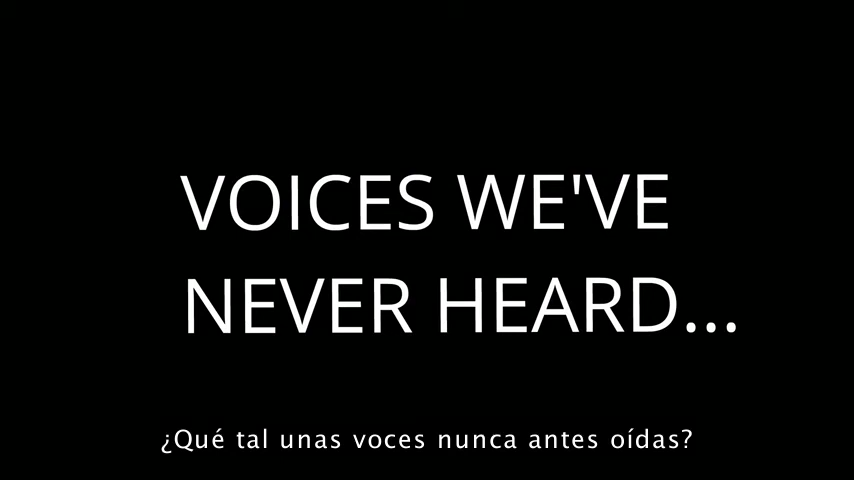 VOICES WE'VE
NEVER HEARD...
¿Qué tal unas voces nunca antes oídas?